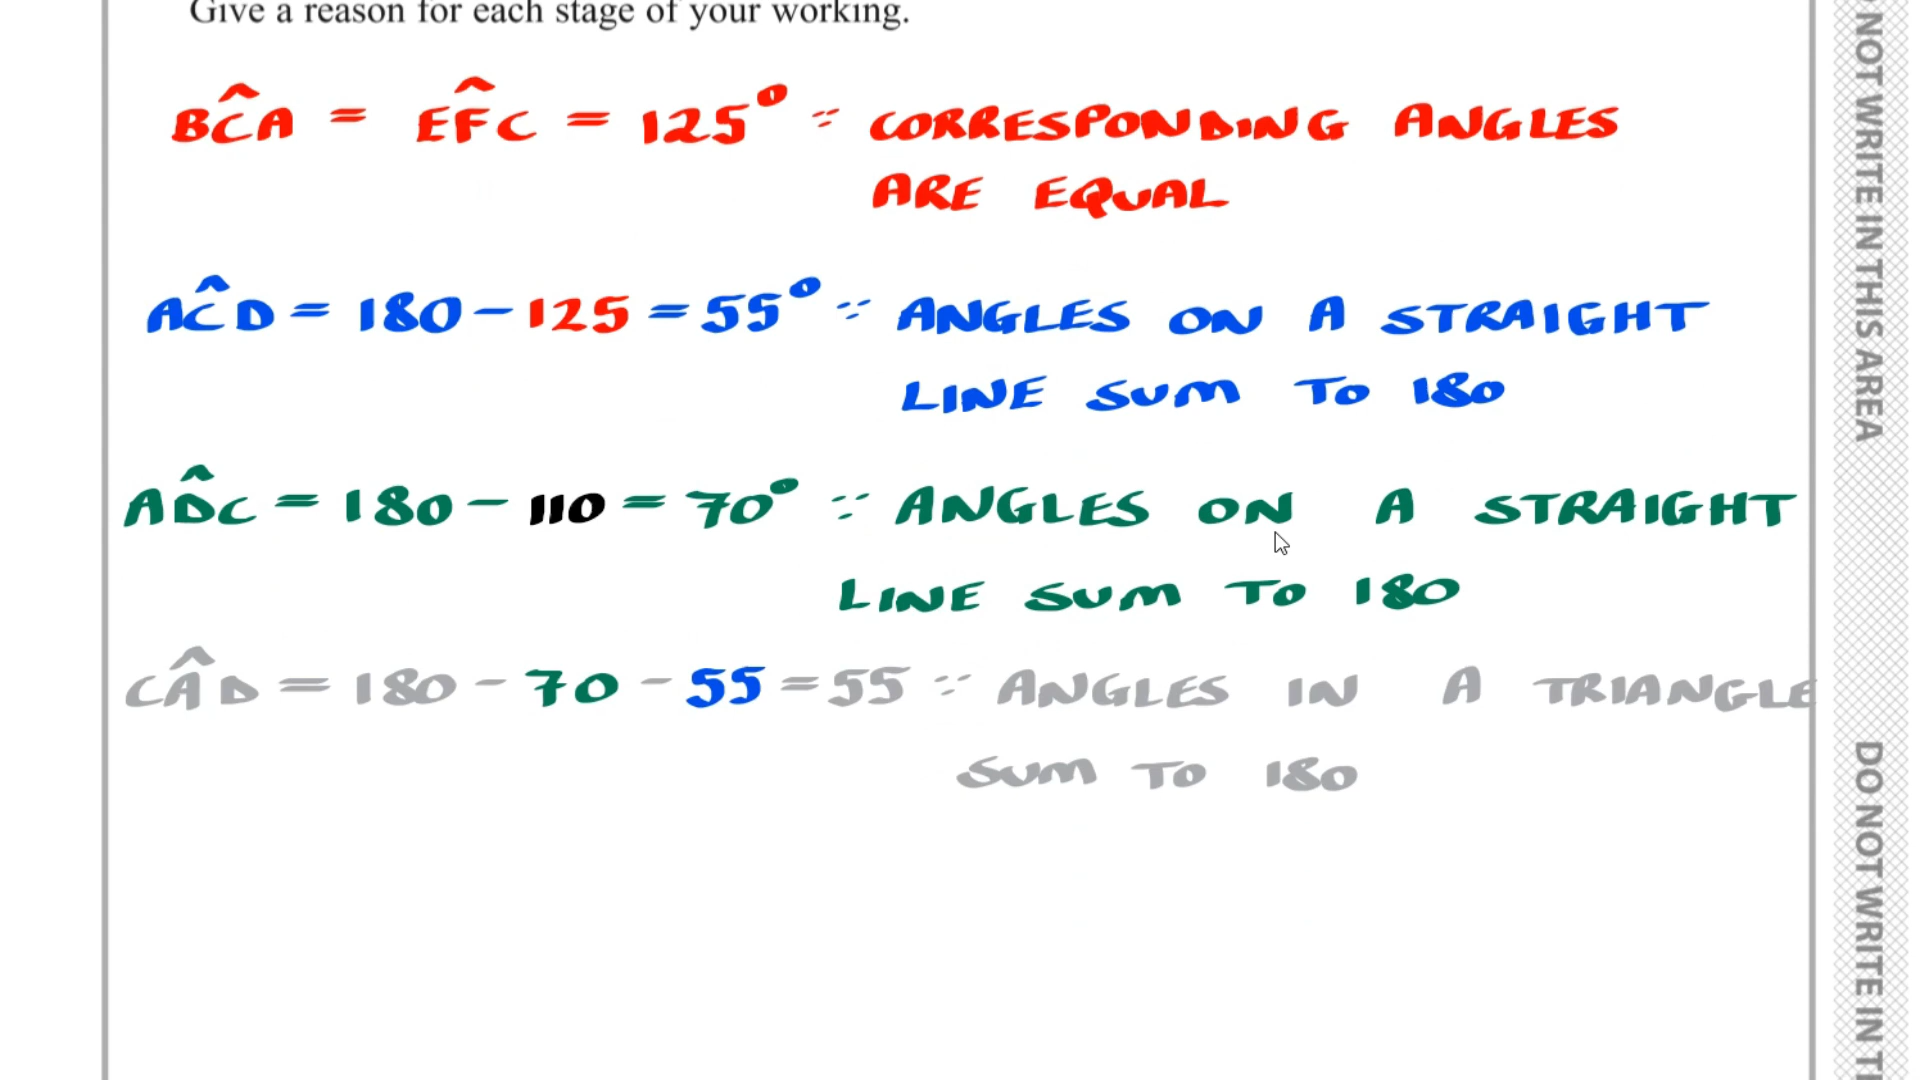 Give a reason for each stage of your working.
BĈA = EF̂C = 125° ∵ CORRESPONDING ANGLES
ARE EQUAL
AĈD = 180 - 125 = 55° ∵ ANGLES ON A STRAIGHT
LINE SUM TO 180
AD̂C = 180 - 110 = 70° ∵ ANGLES ON A STRAIGHT
LINE SUM TO 180
CÂD = 180 - 70 - 55 = 55 ∵ ANGLES IN A TRIANGLE
SUM TO 180
NOT WRITE IN THIS AREA
DO NOT WRITE IN